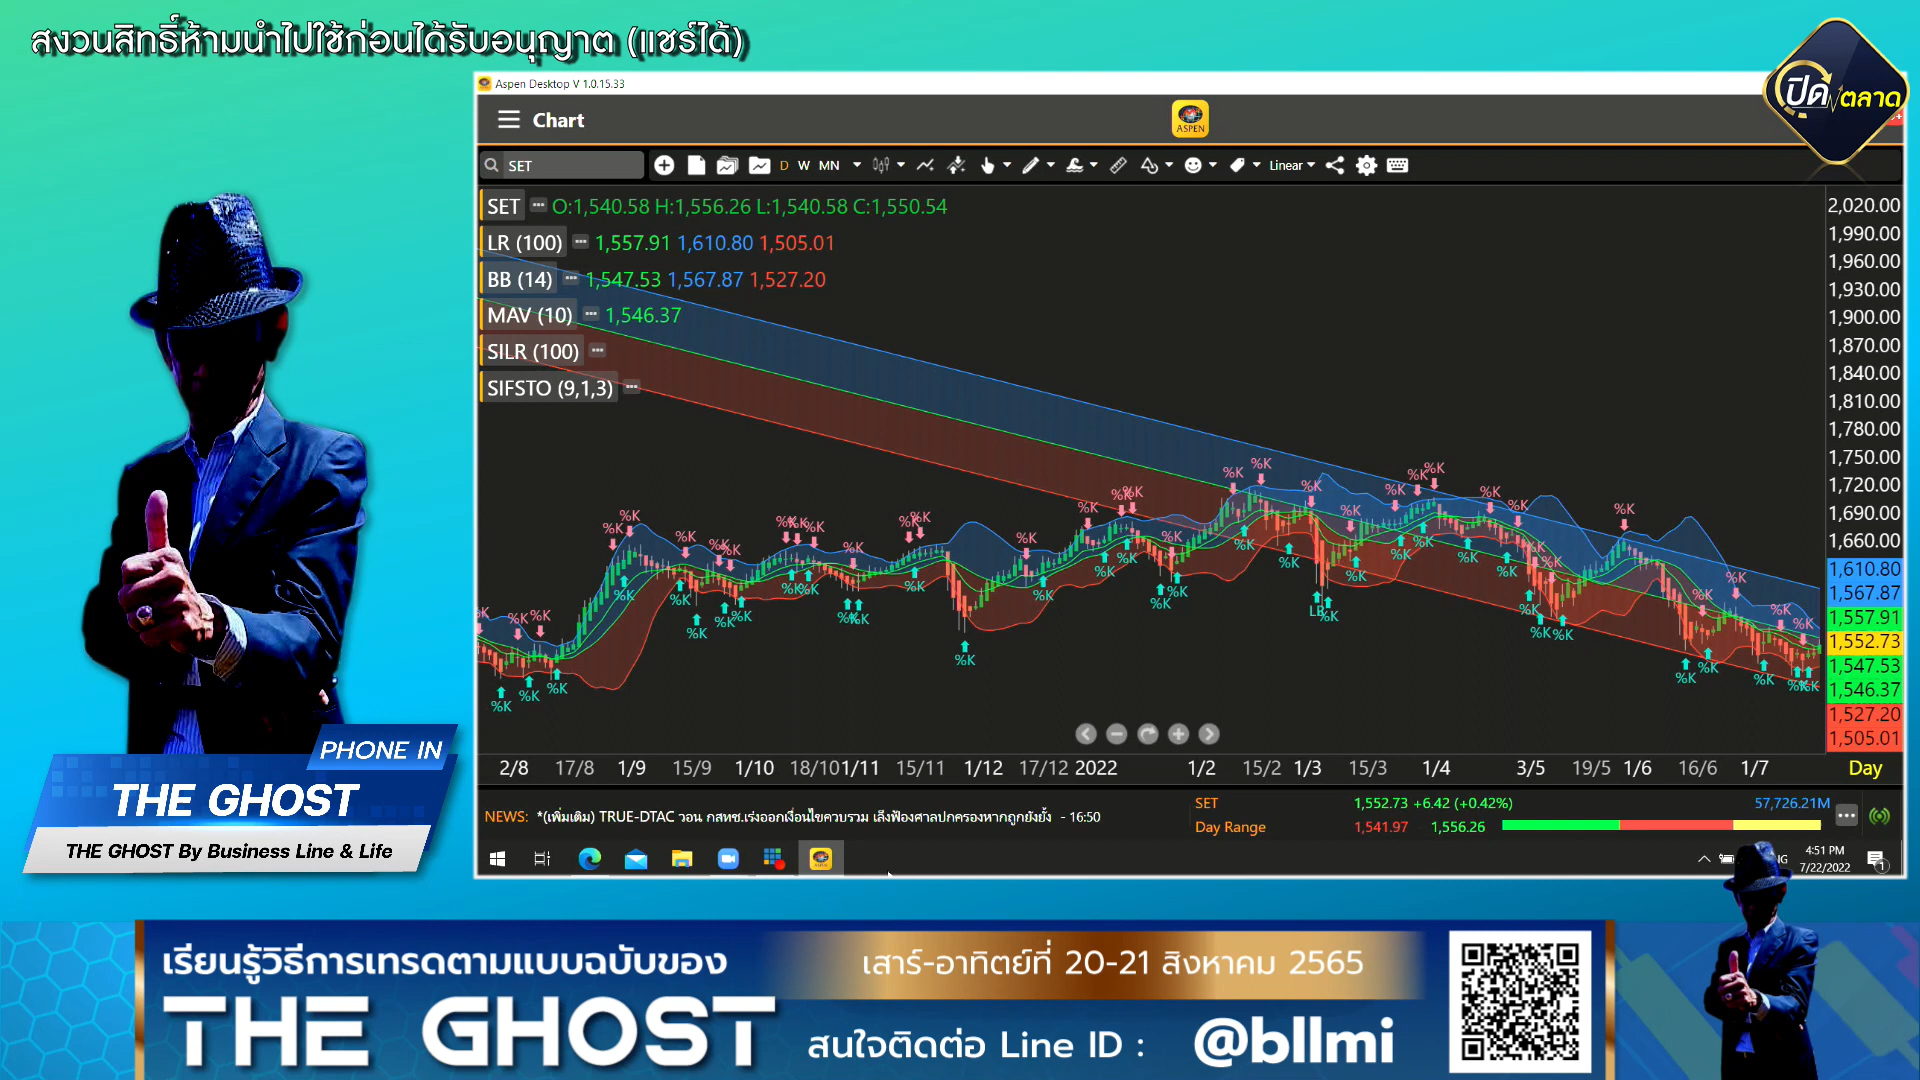 สงวนสิทธิ์ห้ามนำไปใช้ก่อนได้รับอนุญาต (แชร์ได้)
ปิดตลาด
Aspen Desktop V 1.0.15.33
Chart
ASPEN
SET
D W MN
Linear
SET O:1,540.58 H:1,556.26 L:1,540.58 C:1,550.54
LR (100) 1,557.91 1,610.80 1,505.01
BB (14) 1,547.53 1,567.87 1,527.20
MAV (10) 1,546.37
SILR (100)
SIFSTO (9,1,3)
2,020.00
1,990.00
1,960.00
1,930.00
1,900.00
1,870.00
1,840.00
1,810.00
1,780.00
1,750.00
1,720.00
1,690.00
1,660.00
1,610.80
1,567.87
1,557.91
1,552.73
1,547.53
1,546.37
1,527.20
1,505.01
2/8 17/8 1/9 15/9 1/10 18/10 1/11 15/11 1/12 17/12 2022 1/2 15/2 1/3 15/3 1/4 3/5 19/5 1/6 16/6 1/7 Day
NEWS: *(เพิ่มเติม) TRUE-DTAC วอน กสทช.เร่งออกเงื่อนไขควบรวม เล็งฟ้องศาลปกครองหากถูกยับยั้ง - 16:50
SET 1,552.73 +6.42 (+0.42%) 57,726.21M
Day Range 1,541.97 - 1,556.26
4:51 PM
7/22/2022
PHONE IN
THE GHOST
THE GHOST By Business Line & Life
เรียนรู้วิธีการเทรดตามแบบฉบับของ
THE GHOST
เสาร์-อาทิตย์ที่ 20-21 สิงหาคม 2565
สนใจติดต่อ Line ID : @bllmi